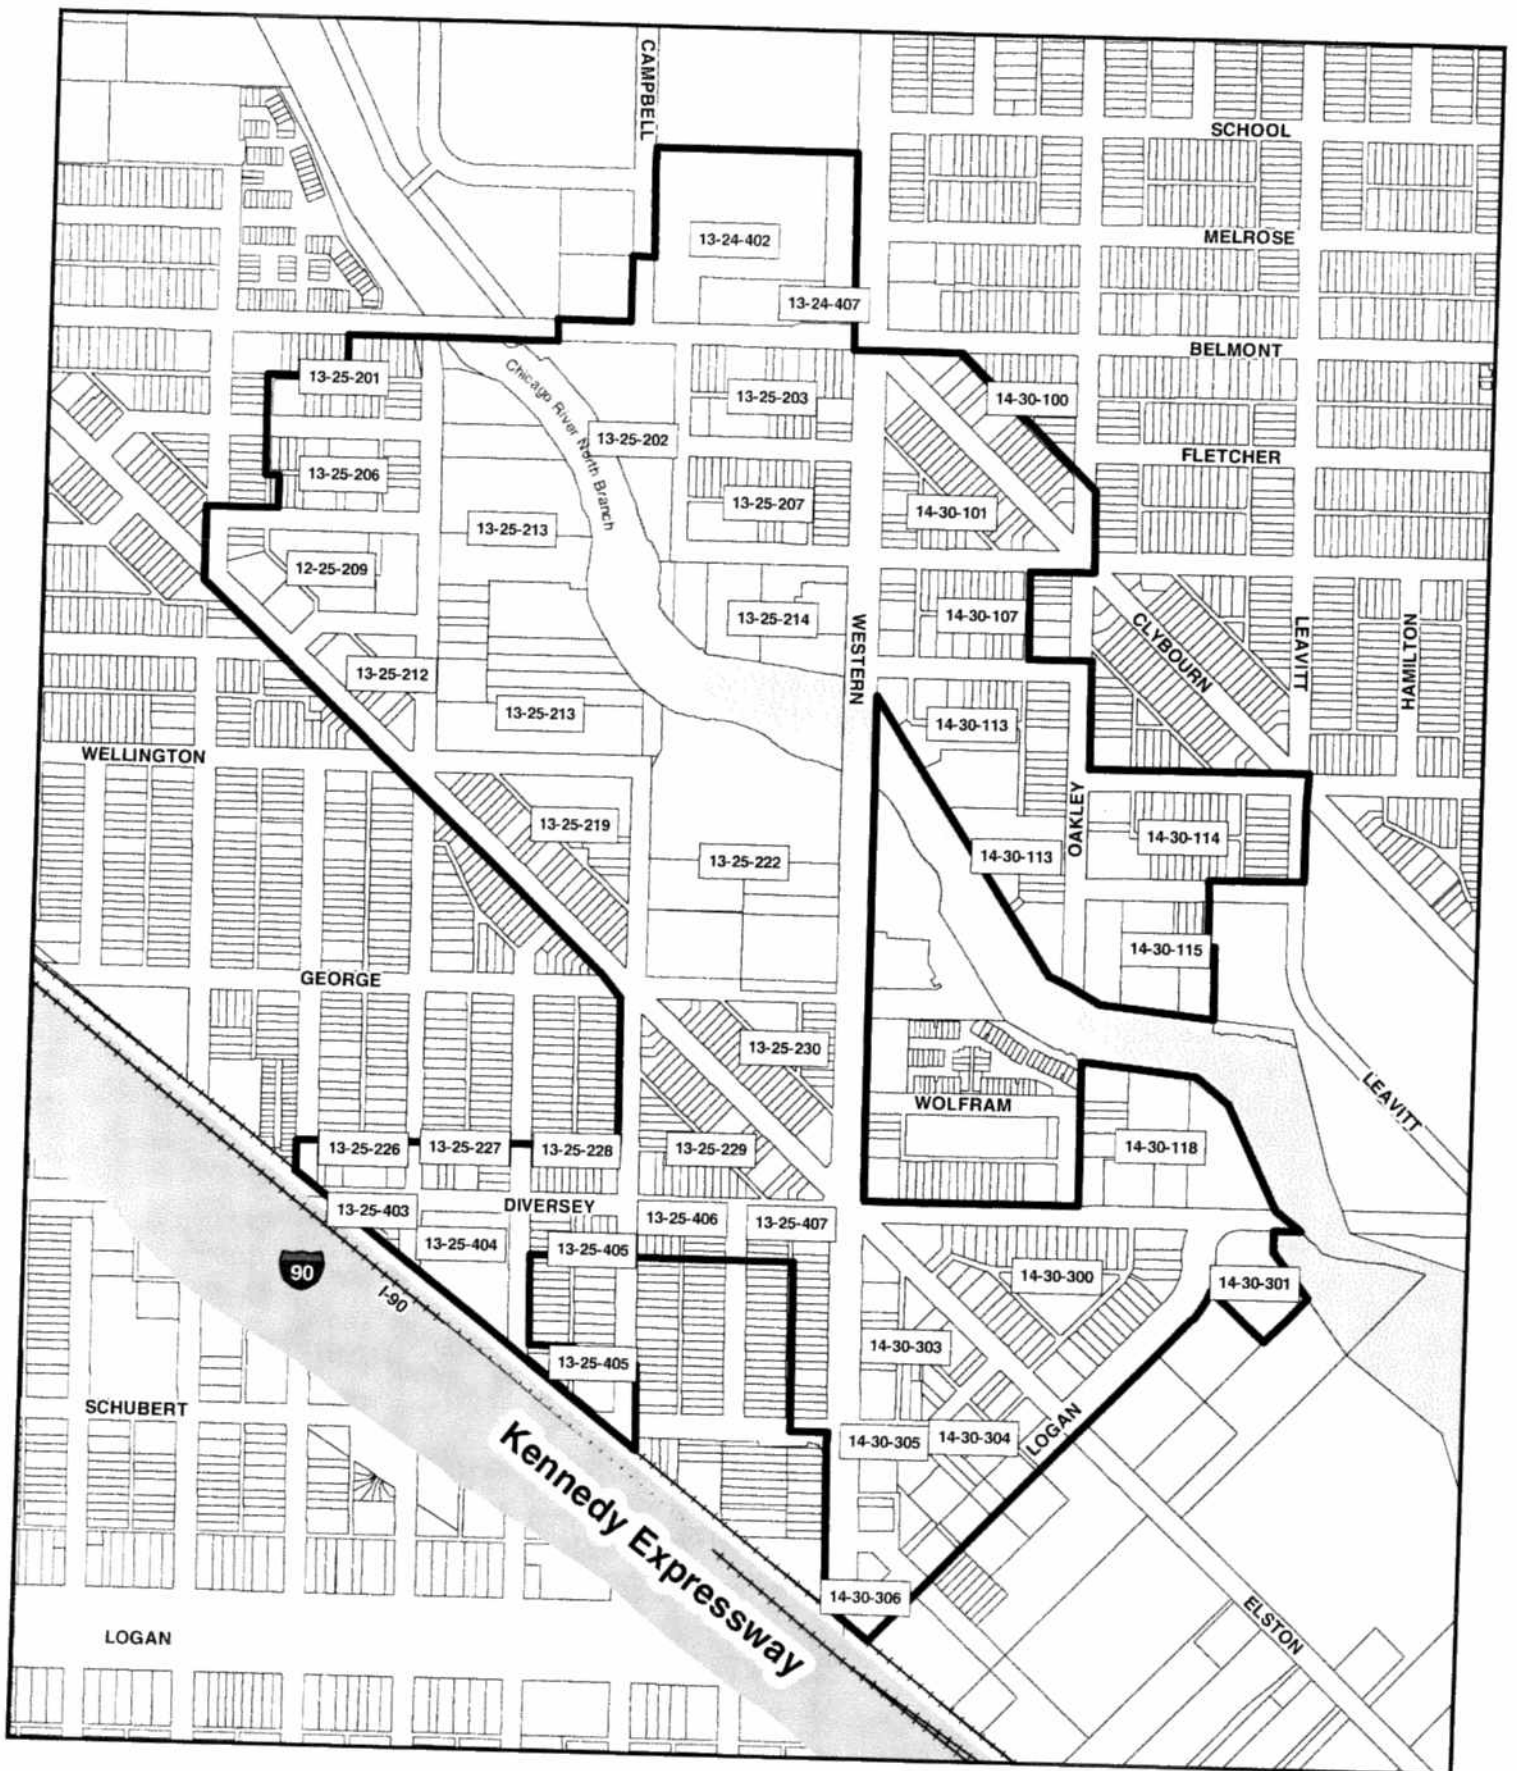 CAMPBELL
SCHOOL
MELROSE
13-24-402
13-24-407
BELMONT
13-25-201
13-25-203
14-30-100
Chicago River North Branch
13-25-202
FLETCHER
13-25-206
13-25-207
14-30-101
13-25-213
12-25-209
13-25-214
14-30-107
WESTERN
CLYBOURN
LEAVITT
HAMILTON
13-25-212
13-25-213
14-30-113
WELLINGTON
OAKLEY
13-25-219
14-30-114
13-25-222
14-30-113
14-30-115
GEORGE
13-25-230
WOLFRAM
LEAVITT
13-25-226
13-25-227
13-25-228
13-25-229
14-30-118
13-25-403
DIVERSEY
13-25-406
13-25-407
13-25-404
13-25-405
90
I-90
14-30-300
14-30-301
14-30-303
13-25-405
SCHUBERT
14-30-305
14-30-304
LOGAN
Kennedy Expressway
14-30-306
ELSTON
LOGAN